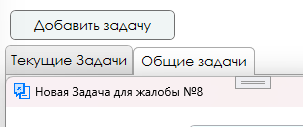 Добавить задачу
Текущие Задачи Общие задачи
Новая Задача для жалобы №8